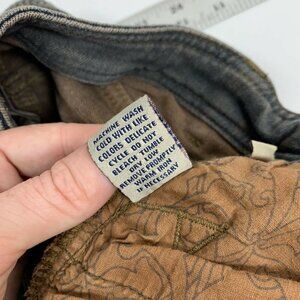 MACHINE WASH
COLD WITH LIKE
COLORS DELICATE
CYCLE DO NOT
BLEACH TUMBLE
DRY LOW
REMOVE PROMPTLY
WARM IRON
IF NECESSARY